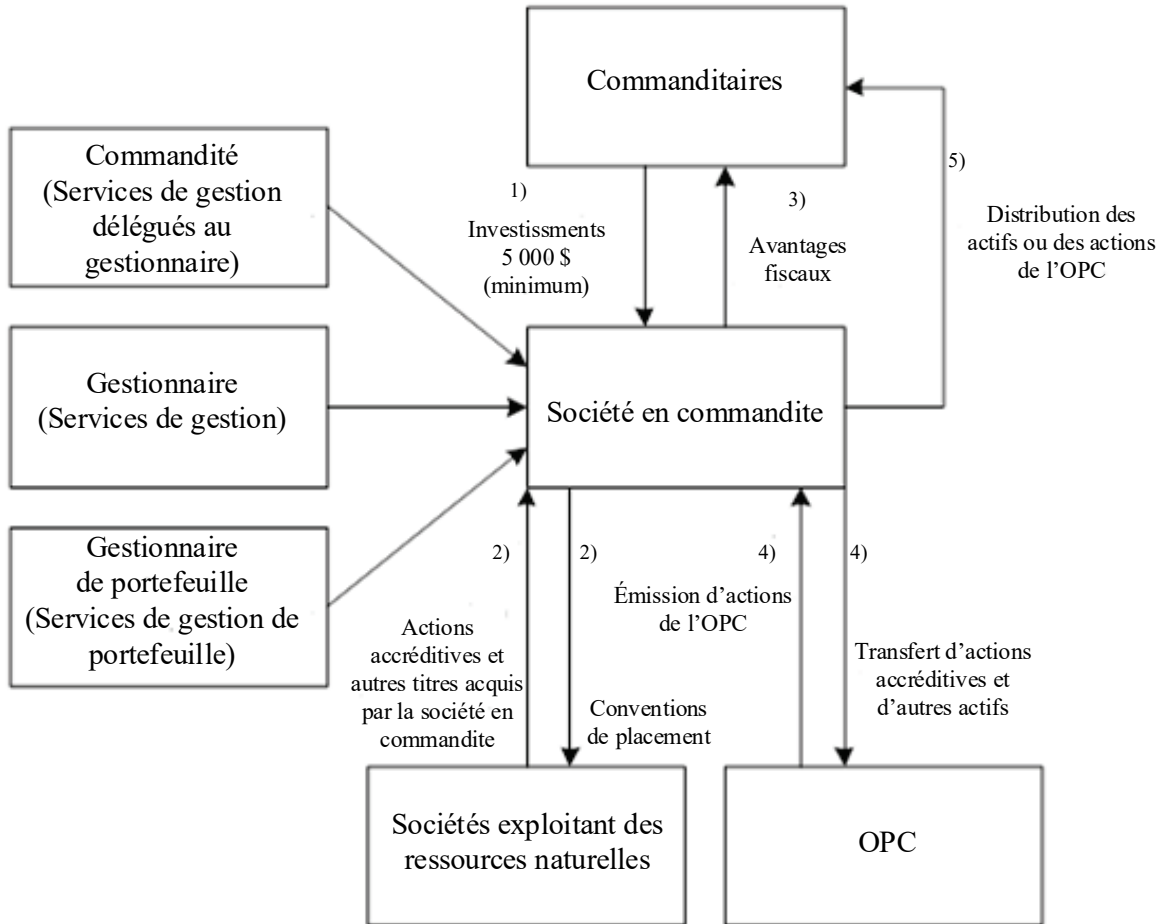 Commanditaires
Commandité
(Services de gestion
délégués au
gestionnaire)
1)
Investissments
5 000 $
(minimum)
3)
Avantages
fiscaux
5)
Distribution des
actifs ou des actions
de l’OPC
Gestionnaire
(Services de gestion)
Société en commandite
Gestionnaire
de portefeuille
(Services de gestion de
portefeuille)
2)
Actions
accréditives et
autres titres acquis
par la société en
commandite
2)
Conventions
de placement
4)
Émission d’actions
de l’OPC
4)
Transfert d’actions
accréditives et
d’autres actifs
Sociétés exploitant des
ressources naturelles
OPC